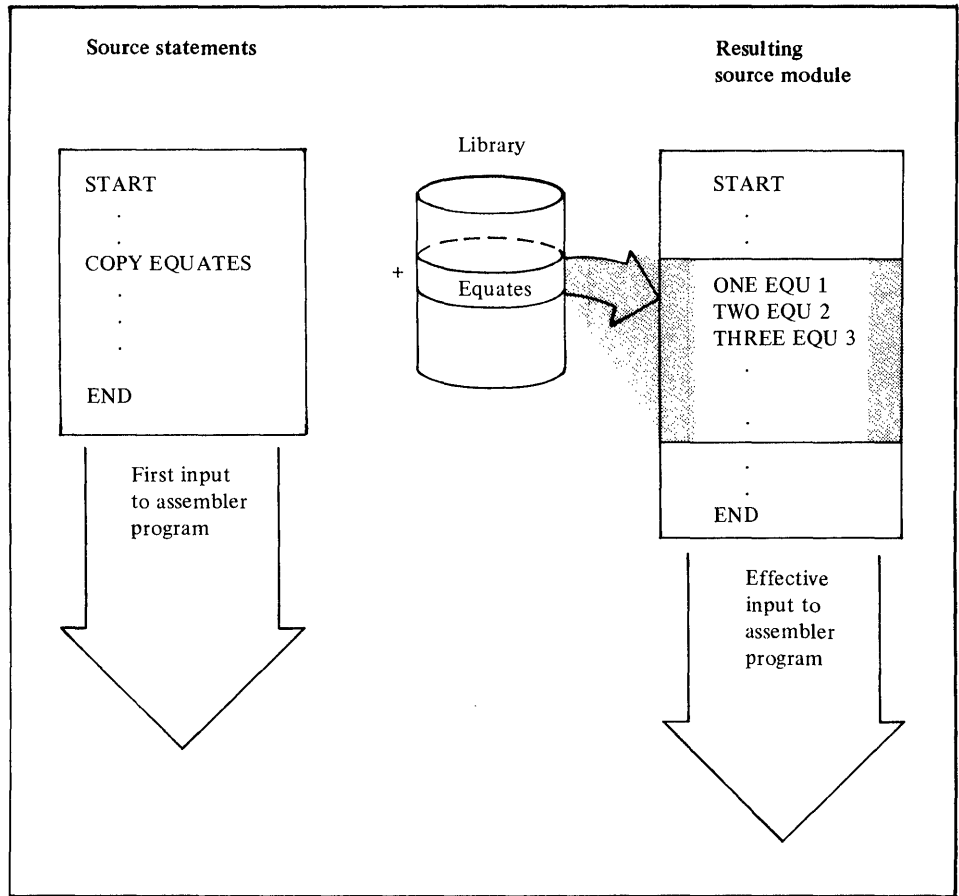 Source statements
START
.
.
COPY EQUATES
.
.
.
.
END
First input
to assembler
program
+
Library
Equates
Resulting
source module
START
.
.
ONE EQU 1
TWO EQU 2
THREE EQU 3
.
.
.
.
END
Effective
input to
assembler
program